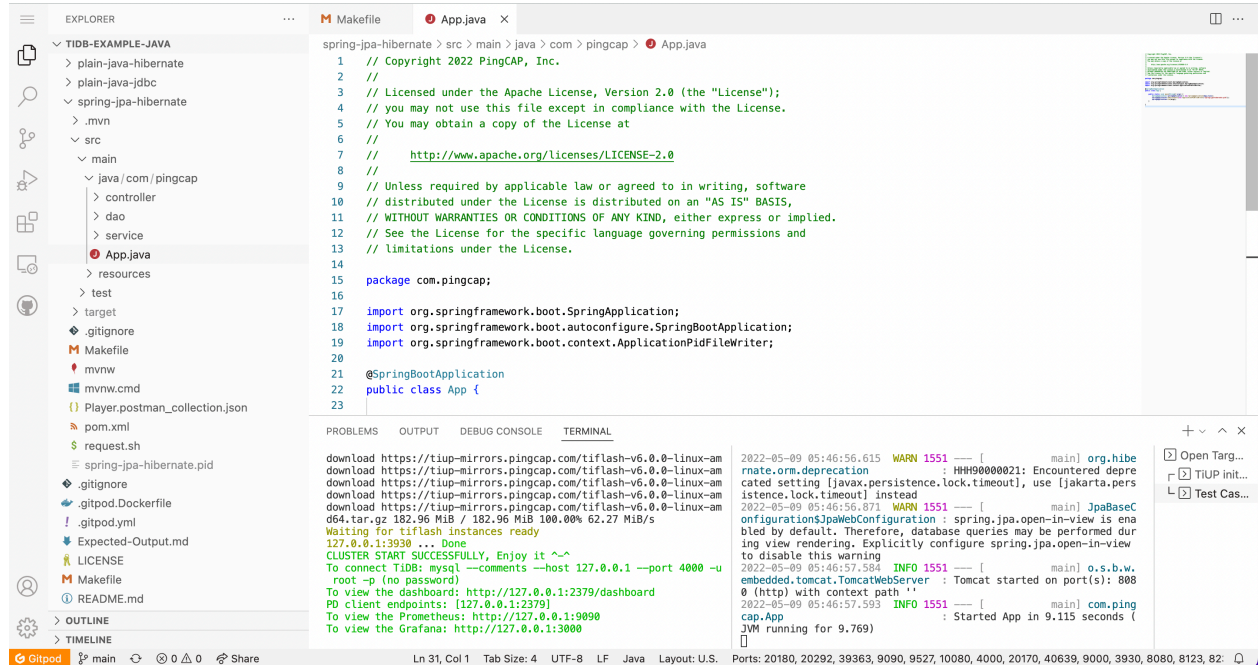 EXPLORER
TIDB-EXAMPLE-JAVA
plain-java-hibernate
plain-java-jdbc
spring-jpa-hibernate
.mvn
src
main
java/com/pingcap
controller
dao
service
App.java
resources
test
target
.gitignore
Makefile
mvnw
mvnw.cmd
Player.postman_collection.json
pom.xml
request.sh
spring-jpa-hibernate.pid
.gitignore
.gitpod.Dockerfile
.gitpod.yml
Expected-Output.md
LICENSE
Makefile
README.md
OUTLINE
TIMELINE
Makefile
App.java
spring-jpa-hibernate > src > main > java > com > pingcap > App.java
1 // Copyright 2022 PingCAP, Inc.
2 //
3 // Licensed under the Apache License, Version 2.0 (the "License");
4 // you may not use this file except in compliance with the License.
5 // You may obtain a copy of the License at
6 //
7 // http://www.apache.org/licenses/LICENSE-2.0
8 //
9 // Unless required by applicable law or agreed to in writing, software
10 // distributed under the License is distributed on an "AS IS" BASIS,
11 // WITHOUT WARRANTIES OR CONDITIONS OF ANY KIND, either express or implied.
12 // See the License for the specific language governing permissions and
13 // limitations under the License.
14
15 package com.pingcap;
16
17 import org.springframework.boot.SpringApplication;
18 import org.springframework.boot.autoconfigure.SpringBootApplication;
19 import org.springframework.boot.context.ApplicationPidFileWriter;
20
21 @SpringBootApplication
22 public class App {
23
PROBLEMS OUTPUT DEBUG CONSOLE TERMINAL
download https://tiup-mirrors.pingcap.com/tiflash-v6.0.0-linux-am
download https://tiup-mirrors.pingcap.com/tiflash-v6.0.0-linux-am
download https://tiup-mirrors.pingcap.com/tiflash-v6.0.0-linux-am
download https://tiup-mirrors.pingcap.com/tiflash-v6.0.0-linux-am
download https://tiup-mirrors.pingcap.com/tiflash-v6.0.0-linux-am
d64.tar.gz 182.96 MiB / 182.96 MiB 100.00% 62.27 MiB/s
Waiting for tiflash instances ready
127.0.0.1:3930 ... Done
CLUSTER START SUCCESSFULLY, Enjoy it ^-^
To connect TiDB: mysql --comments --host 127.0.0.1 --port 4000 -u
root -p (no password)
To view the dashboard: http://127.0.0.1:2379/dashboard
PD client endpoints: [127.0.0.1:2379]
To view the Prometheus: http://127.0.0.1:9090
To view the Grafana: http://127.0.0.1:3000
2022-05-09 05:46:56.615 WARN 1551 --- [ main] org.hibe
rnate.orm.deprecation : HHH90000021: Encountered depre
cated setting [javax.persistence.lock.timeout], use [jakarta.pers
istence.lock.timeout] instead
2022-05-09 05:46:56.871 WARN 1551 --- [ main] JpaBaseC
onfiguration$JpaWebConfiguration : spring.jpa.open-in-view is ena
bled by default. Therefore, database queries may be performed dur
ing view rendering. Explicitly configure spring.jpa.open-in-view
to disable this warning
2022-05-09 05:46:57.584 INFO 1551 --- [ main] o.s.b.w.
embedded.tomcat.TomcatWebServer : Tomcat started on port(s): 808
0 (http) with context path ''
2022-05-09 05:46:57.593 INFO 1551 --- [ main] com.ping
cap.App : Started App in 9.115 seconds (
JVM running for 9.769)
Open Targ...
TiUP init...
Test Cas...
Gitpod main 0 0 Share Ln 31, Col 1 Tab Size: 4 UTF-8 LF Java Layout: U.S. Ports: 20180, 20292, 39363, 9090, 9527, 10080, 4000, 20170, 40639, 9000, 3930, 8080, 8123, 82: